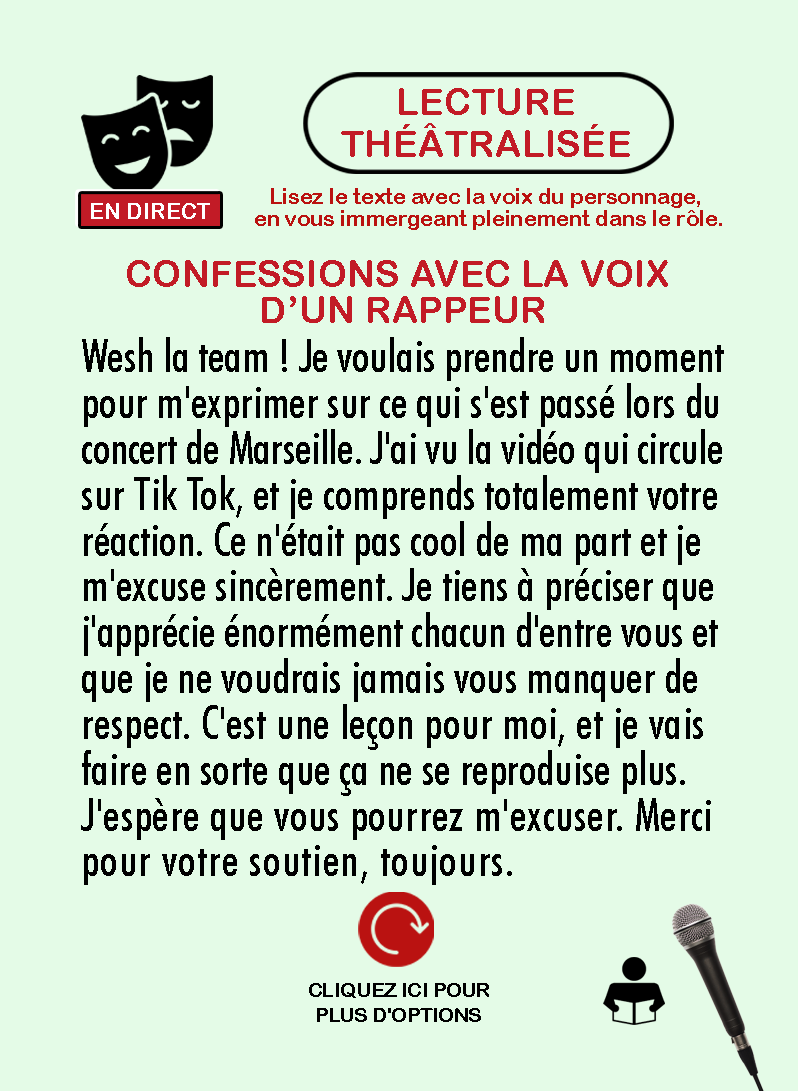 LECTURE
THÉÂTRALISÉE
EN DIRECT
Lisez le texte avec la voix du personnage,
en vous immergeant pleinement dans le rôle.
CONFESSIONS AVEC LA VOIX
D’UN RAPPEUR
Wesh la team ! Je voulais prendre un moment
pour m'exprimer sur ce qui s'est passé lors du
concert de Marseille. J'ai vu la vidéo qui circule
sur Tik Tok, et je comprends totalement votre
réaction. Ce n'était pas cool de ma part et je
m'excuse sincèrement. Je tiens à préciser que
j'apprécie énormément chacun d'entre vous et
que je ne voudrais jamais vous manquer de
respect. C'est une leçon pour moi, et je vais
faire en sorte que ça ne se reproduise plus.
J'espère que vous pourrez m'excuser. Merci
pour votre soutien, toujours.
CLIQUEZ ICI POUR
PLUS D'OPTIONS